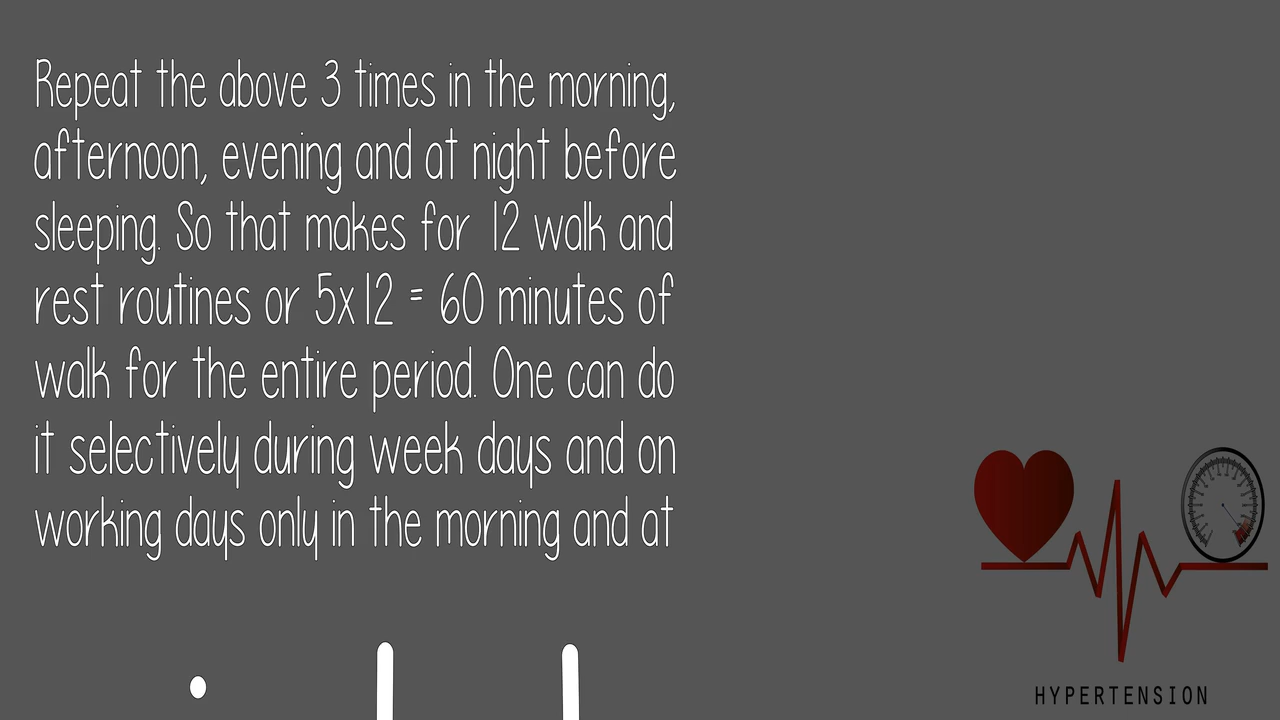 Repeat the above 3 times in the morning,
afternoon, evening and at night before
sleeping. So that makes for 12 walk and
rest routines or 5x12 = 60 minutes of
walk for the entire period. One can do
it selectively during week days and on
working days only in the morning and at
HYPERTENSION